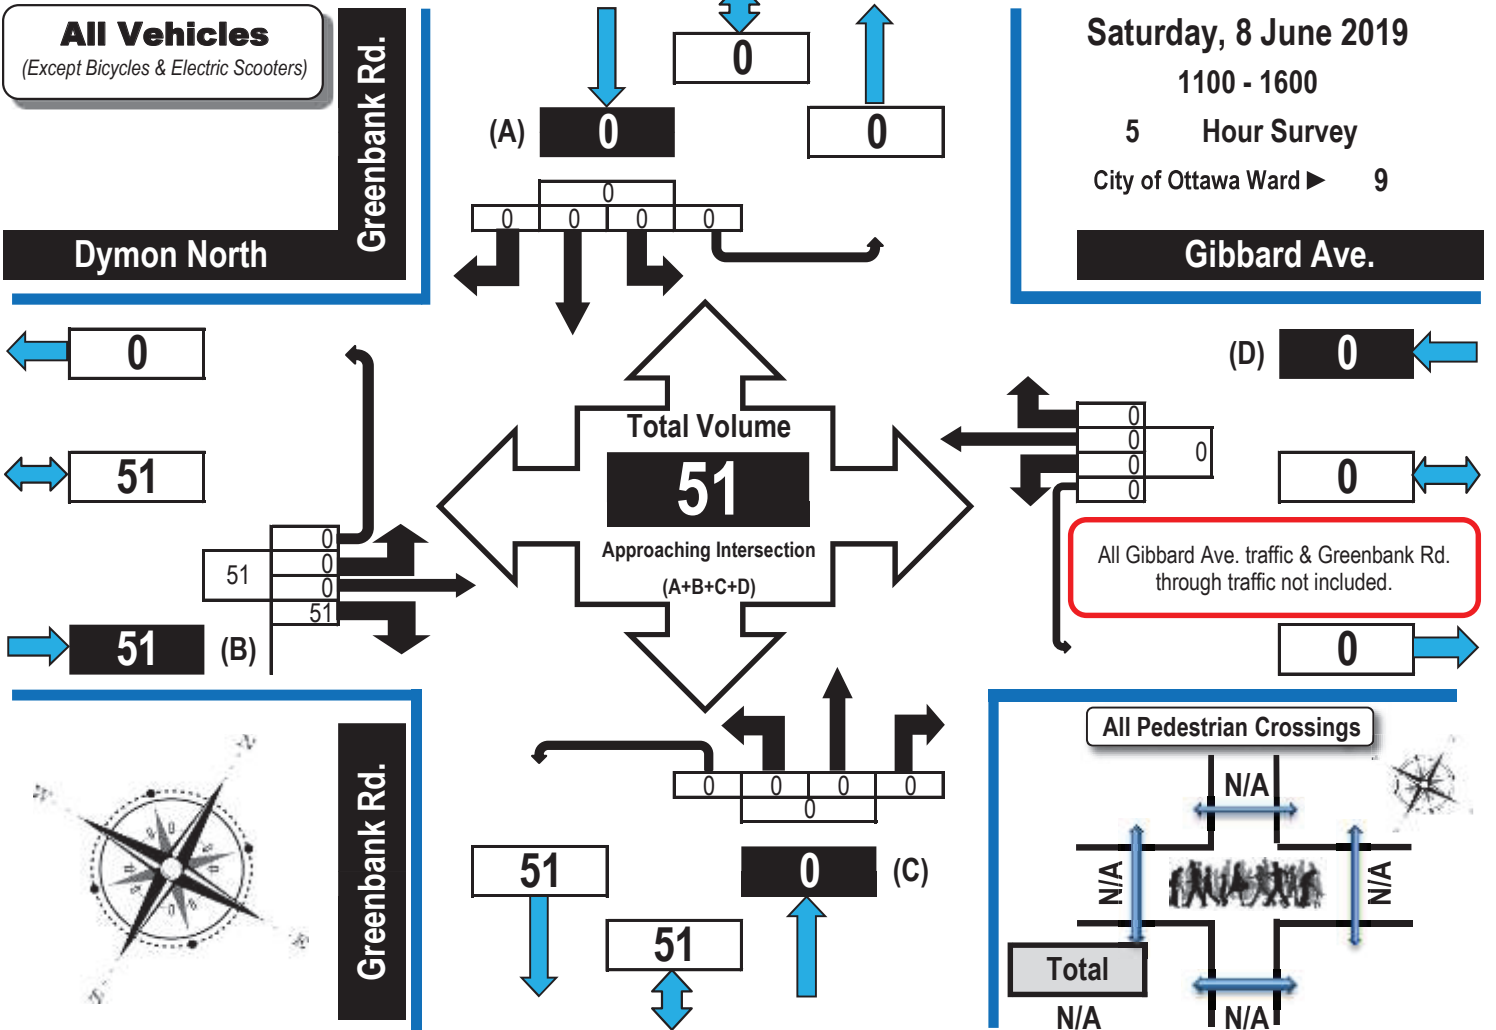 All Vehicles
(Except Bicycles & Electric Scooters)
Greenbank Rd.
Dymon North
0
(A)
0
0
0
0
0
0
0
Saturday, 8 June 2019
1100 - 1600
5 Hour Survey
City of Ottawa Ward ► 9
Gibbard Ave.
0
51
0
0
0
51
51
51
(B)
Total Volume
51
Approaching Intersection
(A+B+C+D)
(D)
0
0
0
0
0
0
0
All Gibbard Ave. traffic & Greenbank Rd.
through traffic not included.
0
N
W
E
Greenbank Rd.
0
0
0
0
0
51
0
(C)
51
All Pedestrian Crossings
N/A
N/A
N/A
Total
N/A
N/A